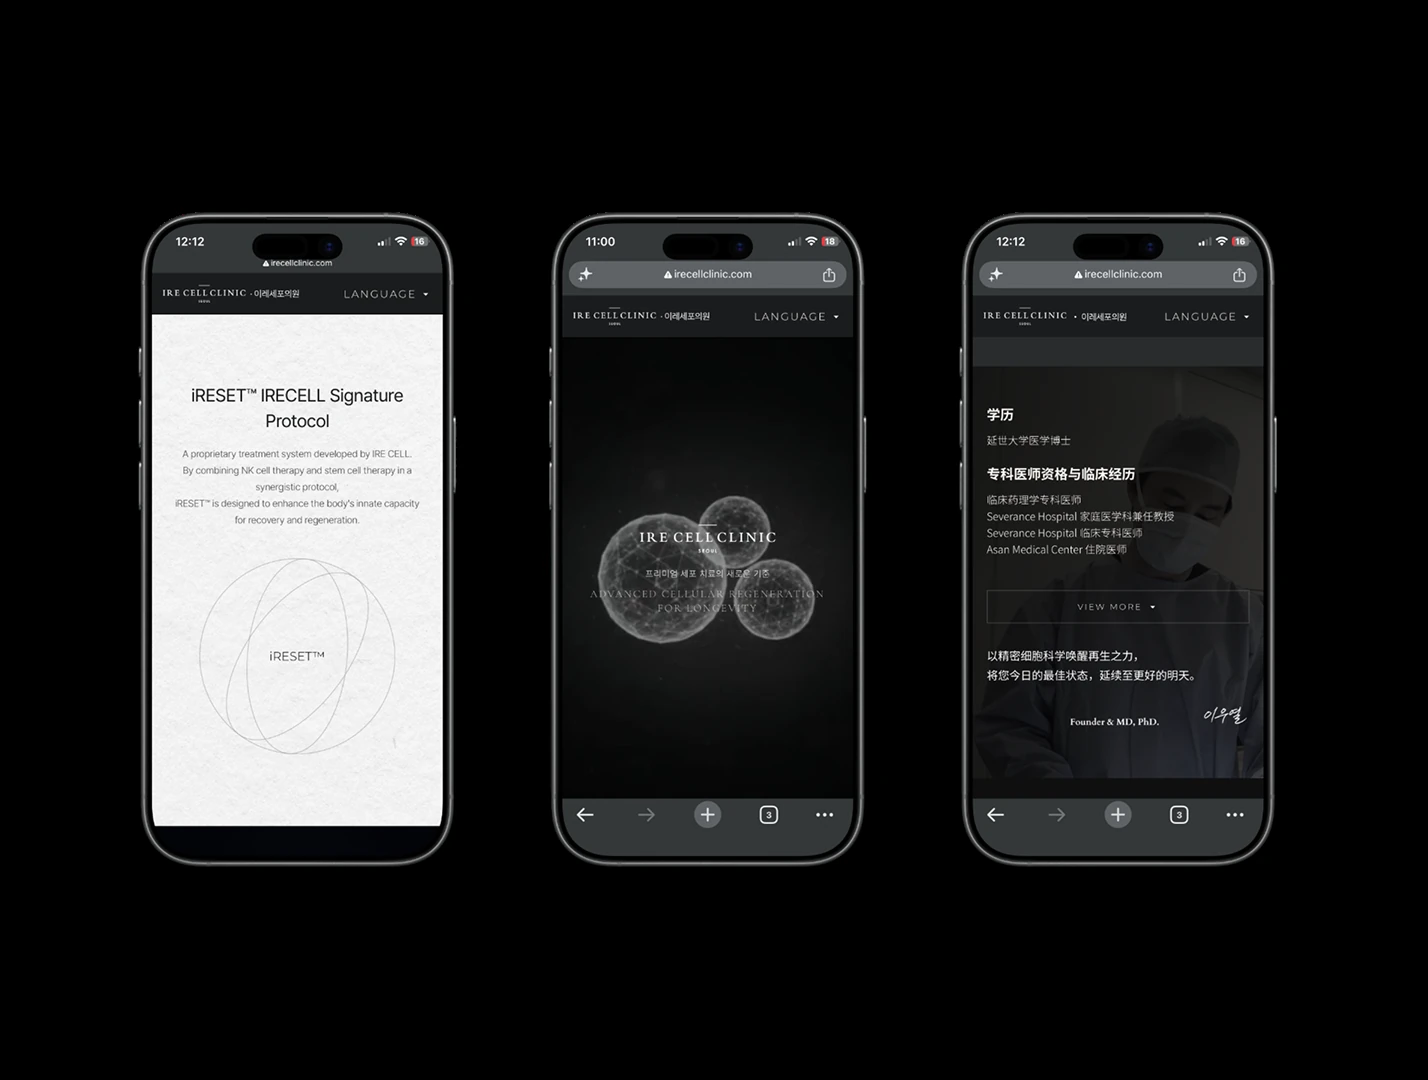 12:12
16
irecellclinic.com
IRE CELL CLINIC · 이레세포의원
SEOUL
LANGUAGE
iRESET™ IRECELL Signature
Protocol
A proprietary treatment system developed by IRE CELL.
By combining NK cell therapy and stem cell therapy in a
synergistic protocol,
iRESET™ is designed to enhance the body's innate capacity
for recovery and regeneration.
iRESET™
11:00
18
irecellclinic.com
IRE CELL CLINIC · 이레세포의원
SEOUL
LANGUAGE
IRE CELL CLINIC
SEOUL
프리미엄 세포 치료의 새로운 기준
ADVANCED CELLULAR REGENERATION
FOR LONGEVITY
3
12:12
16
irecellclinic.com
IRE CELL CLINIC · 이레세포의원
SEOUL
LANGUAGE
学历
延世大学医学博士
专科医师资格与临床经历
临床药理学专科医师
Severance Hospital 家庭医学科兼任教授
Severance Hospital 临床专科医师
Asan Medical Center 住院医师
VIEW MORE
以精密细胞科学唤醒再生之力，
将您今日的最佳状态，延续至更好的明天。
Founder & MD, PhD.
이우열
3